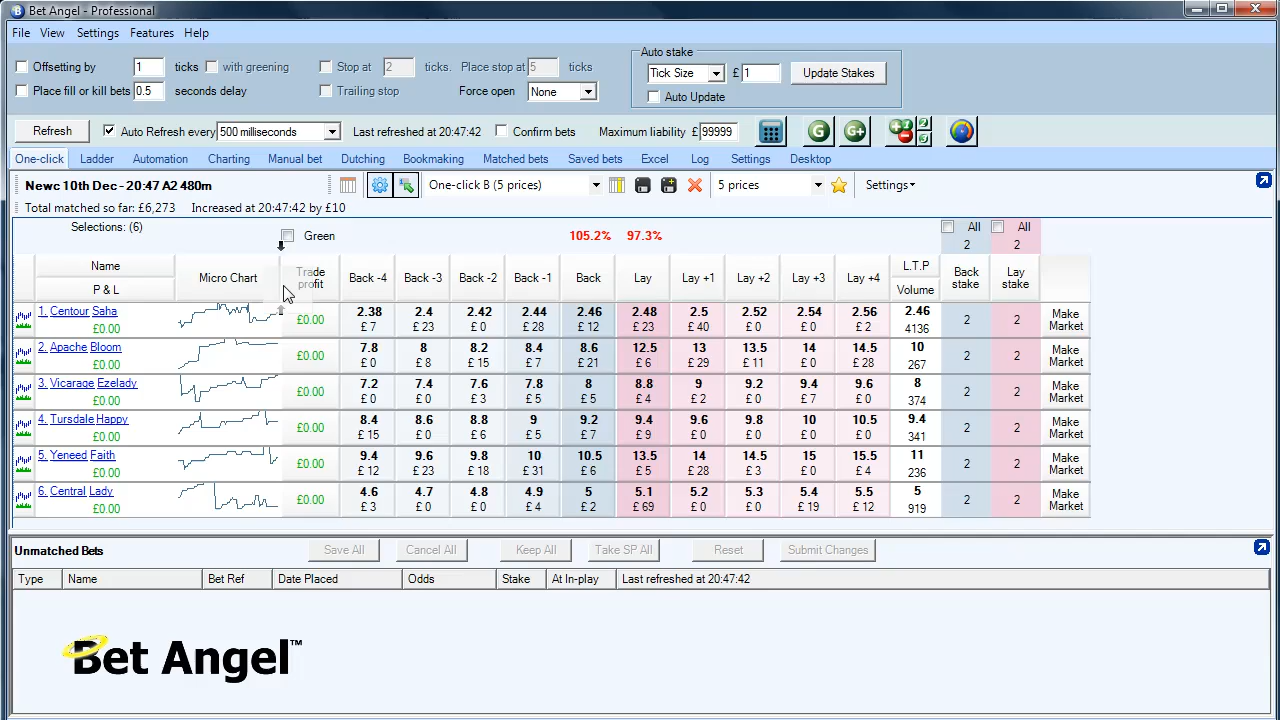 Bet Angel - Professional
File View Settings Features Help
Auto stake
Offsetting by 1 ticks with greening Stop at 2 ticks. Place stop at 5 ticks Tick Size £ 1 Update Stakes
Place fill or kill bets 0.5 seconds delay Trailing stop Force open None Auto Update
Refresh Auto Refresh every 500 milliseconds Last refreshed at 20:47:42 Confirm bets Maximum liability £ 99999 G G+
One-click Ladder Automation Charting Manual bet Dutching Bookmaking Matched bets Saved bets Excel Log Settings Desktop
Newc 10th Dec - 20:47 A2 480m One-click B (5 prices) 5 prices Settings
Total matched so far: £6,273 Increased at 20:47:42 by £10
Selections: (6) All All
Green 105.2% 97.3% 2 2
Name Micro Chart Trade profit Back -4 Back -3 Back -2 Back -1 Back Lay Lay +1 Lay +2 Lay +3 Lay +4 L.T.P Back stake Lay stake
P & L Volume
1. Centour Saha £0.00 2.38 2.4 2.42 2.44 2.46 2.48 2.5 2.52 2.54 2.56 2.46 2 2 Make Market
£0.00 £ 7 £ 23 £ 0 £ 28 £ 12 £ 23 £ 40 £ 0 £ 0 £ 2 4136
2. Apache Bloom £0.00 7.8 8 8.2 8.4 8.6 12.5 13 13.5 14 14.5 10 2 2 Make Market
£0.00 £ 0 £ 8 £ 15 £ 7 £ 21 £ 6 £ 29 £ 11 £ 0 £ 28 267
3. Vicarage Ezelady £0.00 7.2 7.4 7.6 7.8 8 8.8 9 9.2 9.4 9.6 8 2 2 Make Market
£0.00 £ 0 £ 0 £ 3 £ 5 £ 5 £ 4 £ 2 £ 0 £ 7 £ 0 374
4. Tursdale Happy £0.00 8.4 8.6 8.8 9 9.2 9.4 9.6 9.8 10 10.5 9.4 2 2 Make Market
£0.00 £ 15 £ 0 £ 6 £ 5 £ 7 £ 9 £ 0 £ 0 £ 0 £ 0 341
5. Yeneed Faith £0.00 9.4 9.6 9.8 10 10.5 13.5 14 14.5 15 15.5 11 2 2 Make Market
£0.00 £ 12 £ 23 £ 18 £ 31 £ 6 £ 5 £ 28 £ 3 £ 0 £ 4 236
6. Central Lady £0.00 4.6 4.7 4.8 4.9 5 5.1 5.2 5.3 5.4 5.5 5 2 2 Make Market
£0.00 £ 3 £ 0 £ 0 £ 4 £ 2 £ 69 £ 0 £ 0 £ 19 £ 12 919
Unmatched Bets Save All Cancel All Keep All Take SP All Reset Submit Changes
Type Name Bet Ref Date Placed Odds Stake At In-play Last refreshed at 20:47:42
Bet Angel™